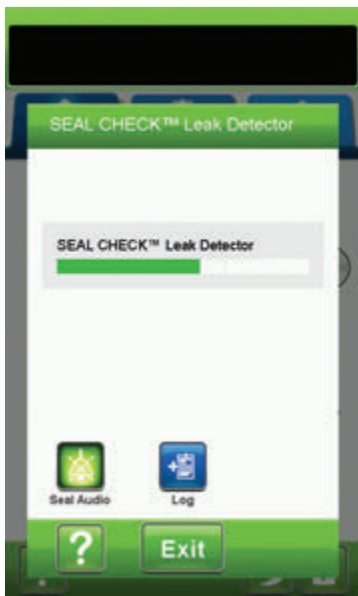 SEAL CHECK™ Leak Detector
SEAL CHECK™ Leak Detector
Seal Audio
Log
?
Exit